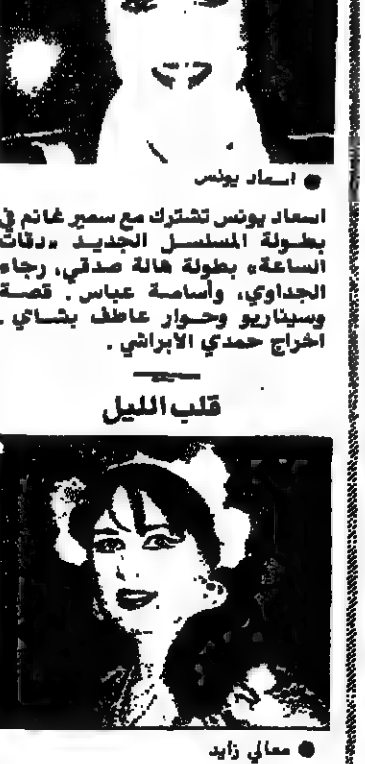 ● اسعاد يونس
اسعاد يونس تشترك مع سمير غانم في
بطولة المسلسل الجديد «دقات
الساعة» بطولة هالة صدقي، رجاء
الجداوي، وأسامة عباس. قصة
وسيناريو وحوار عاطف بشاي.
اخراج حمدي الابراشي.
قلب الليل
● معالي زايد